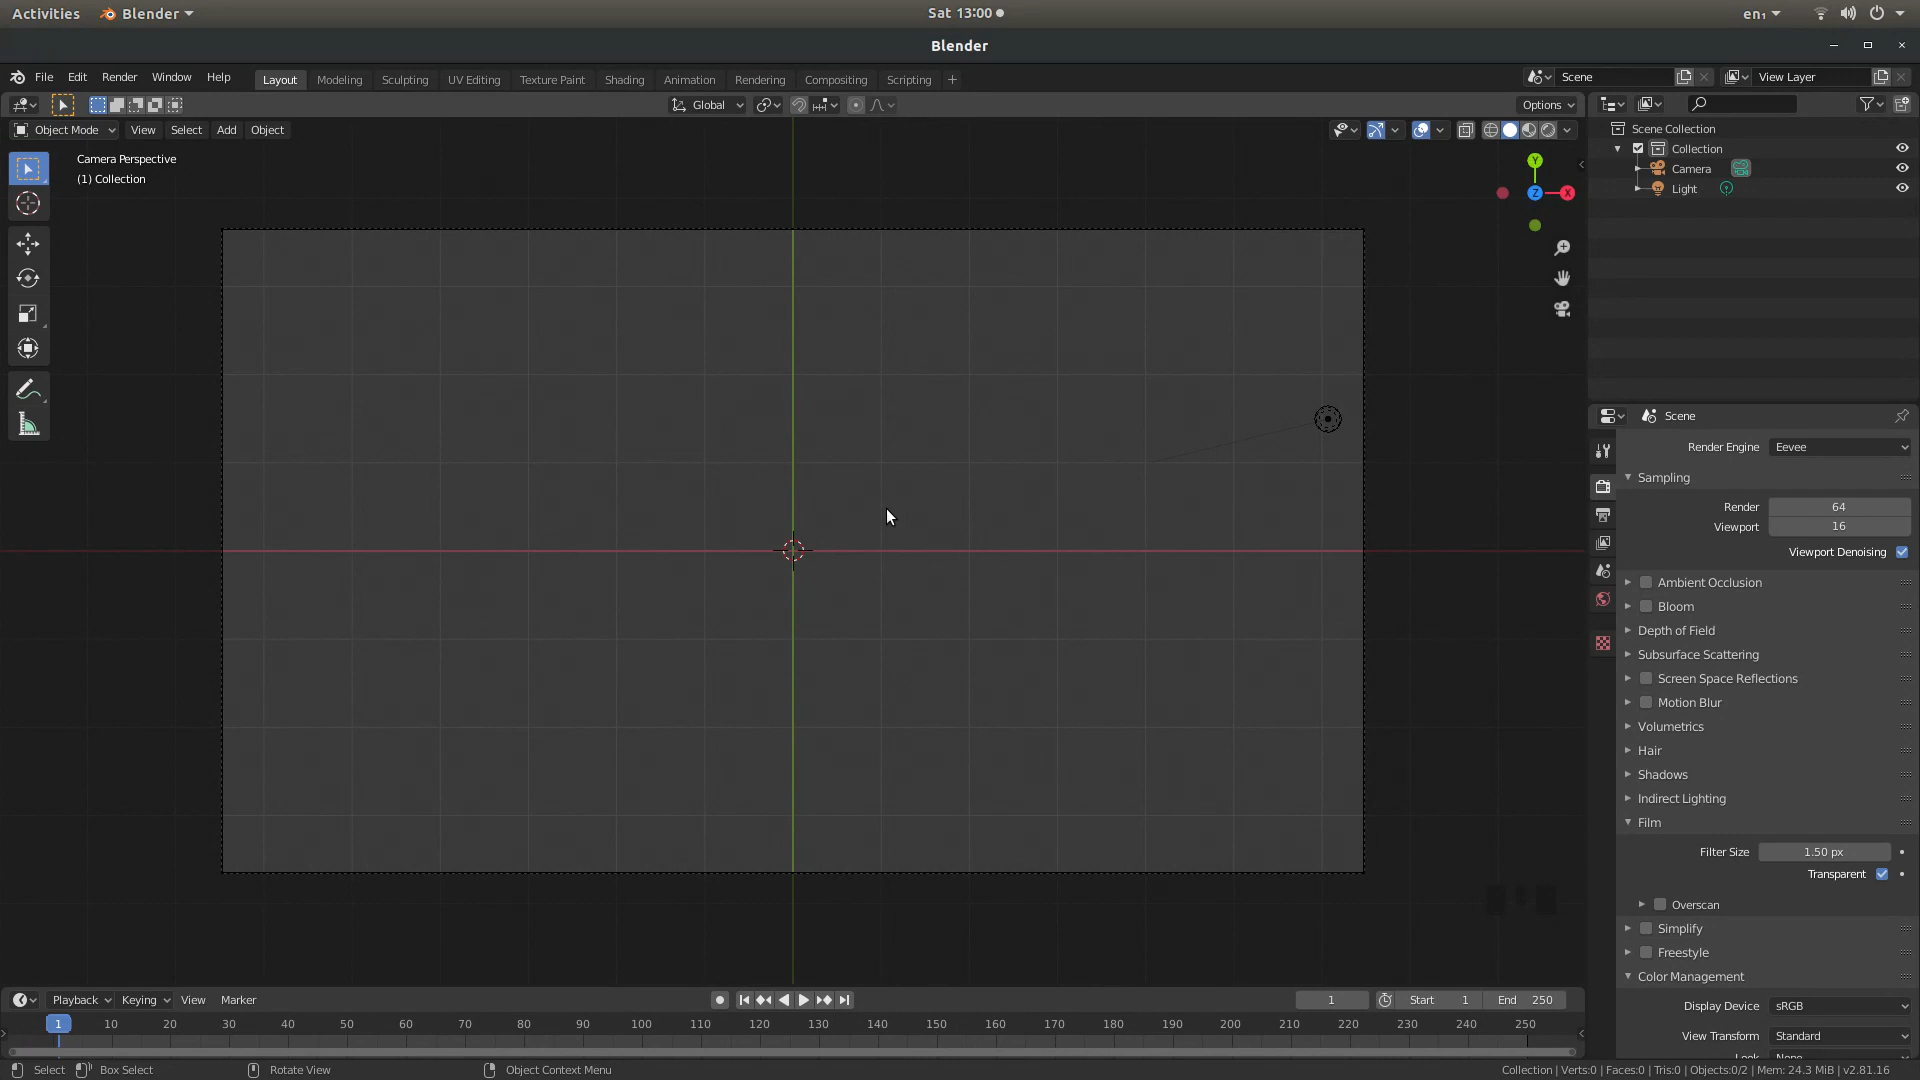 Activities Blender Sat 13:00 en₁
Blender
File Edit Render Window Help Layout Modeling Sculpting UV Editing Texture Paint Shading Animation Rendering Compositing Scripting + Scene View Layer
Global Options
Object Mode View Select Add Object
Camera Perspective
(1) Collection
Y
Z X
Scene Collection
Collection
Camera
Light
Scene
Render Engine Eevee
Sampling
Render 64
Viewport 16
Viewport Denoising
Ambient Occlusion
Bloom
Depth of Field
Subsurface Scattering
Screen Space Reflections
Motion Blur
Volumetrics
Hair
Shadows
Indirect Lighting
Film
Filter Size 1.50 px
Transparent
Overscan
Simplify
Freestyle
Color Management
Display Device sRGB
View Transform Standard
Look None
Playback Keying View Marker 1 Start 1 End 250
1 10 20 30 40 50 60 70 80 90 100 110 120 130 140 150 160 170 180 190 200 210 220 230 240 250
Select Box Select Rotate View Object Context Menu Collection | Verts:0 | Faces:0 | Tris:0 | Objects:0/2 | Mem: 24.3 MiB | v2.81.16